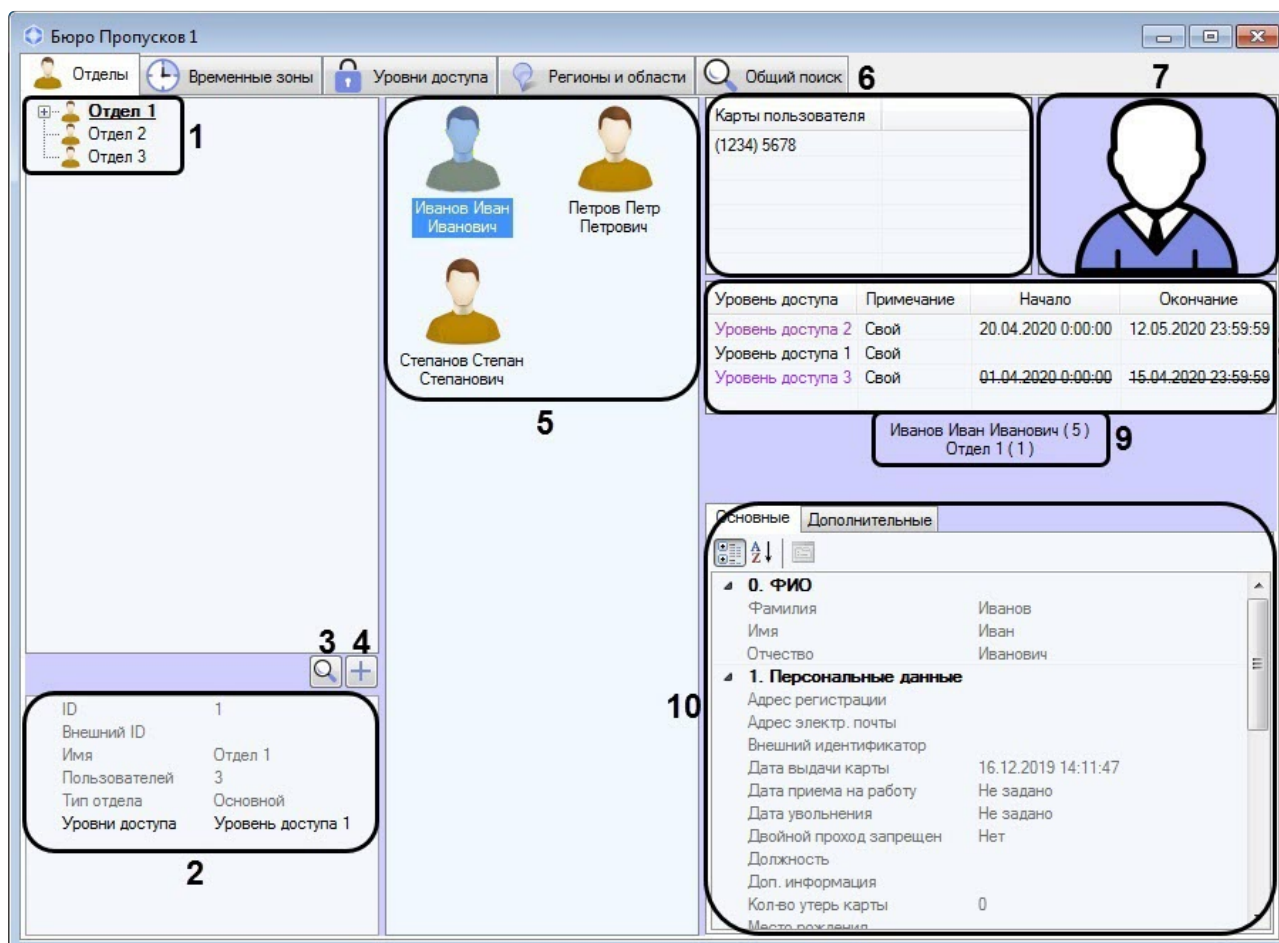 Бюро Пропусков 1
Отделы Временные зоны Уровни доступа Регионы и области Общий поиск 6 7
Отдел 1
Отдел 2
Отдел 3
1
3 4
ID 1
Внешний ID
Имя Отдел 1
Пользователей 3
Тип отдела Основной
Уровни доступа Уровень доступа 1
2
Иванов Иван
Иванович
Петров Петр
Петрович
Степанов Степан
Степанович
5
Карты пользователя
(1234) 5678
Уровень доступа Примечание Начало Окончание
Уровень доступа 2 Свой 20.04.2020 0:00:00 12.05.2020 23:59:59
Уровень доступа 1 Свой
Уровень доступа 3 Свой 01.04.2020 0:00:00 15.04.2020 23:59:59
Иванов Иван Иванович ( 5 )
Отдел 1 ( 1 )
9
Основные Дополнительные
0. ФИО
Фамилия Иванов
Имя Иван
Отчество Иванович
1. Персональные данные
10
Адрес регистрации
Адрес электр. почты
Внешний идентификатор
Дата выдачи карты 16.12.2019 14:11:47
Дата приема на работу Не задано
Дата увольнения Не задано
Двойной проход запрещен Нет
Должность
Доп. информация
Кол-во утерь карты 0
Место рождения